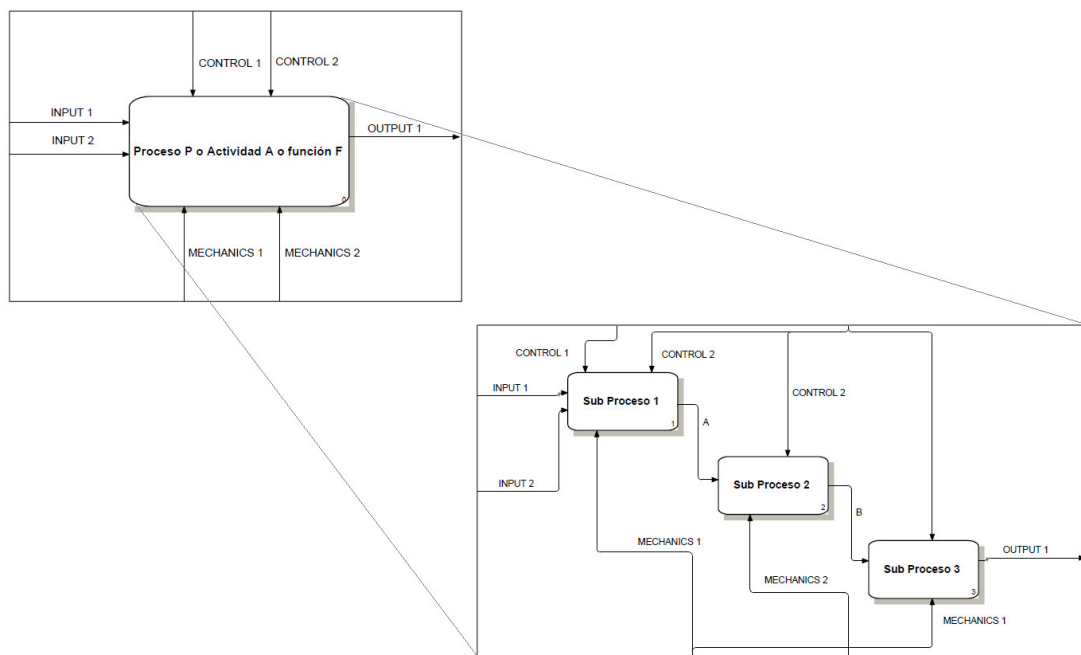 CONTROL 1
CONTROL 2
INPUT 1
INPUT 2
OUTPUT 1
Proceso P o Actividad A o función F
0
MECHANICS 1
MECHANICS 2
CONTROL 1
CONTROL 2
INPUT 1
CONTROL 2
Sub Proceso 1
1
A
INPUT 2
Sub Proceso 2
2
B
MECHANICS 1
OUTPUT 1
Sub Proceso 3
3
MECHANICS 2
MECHANICS 1